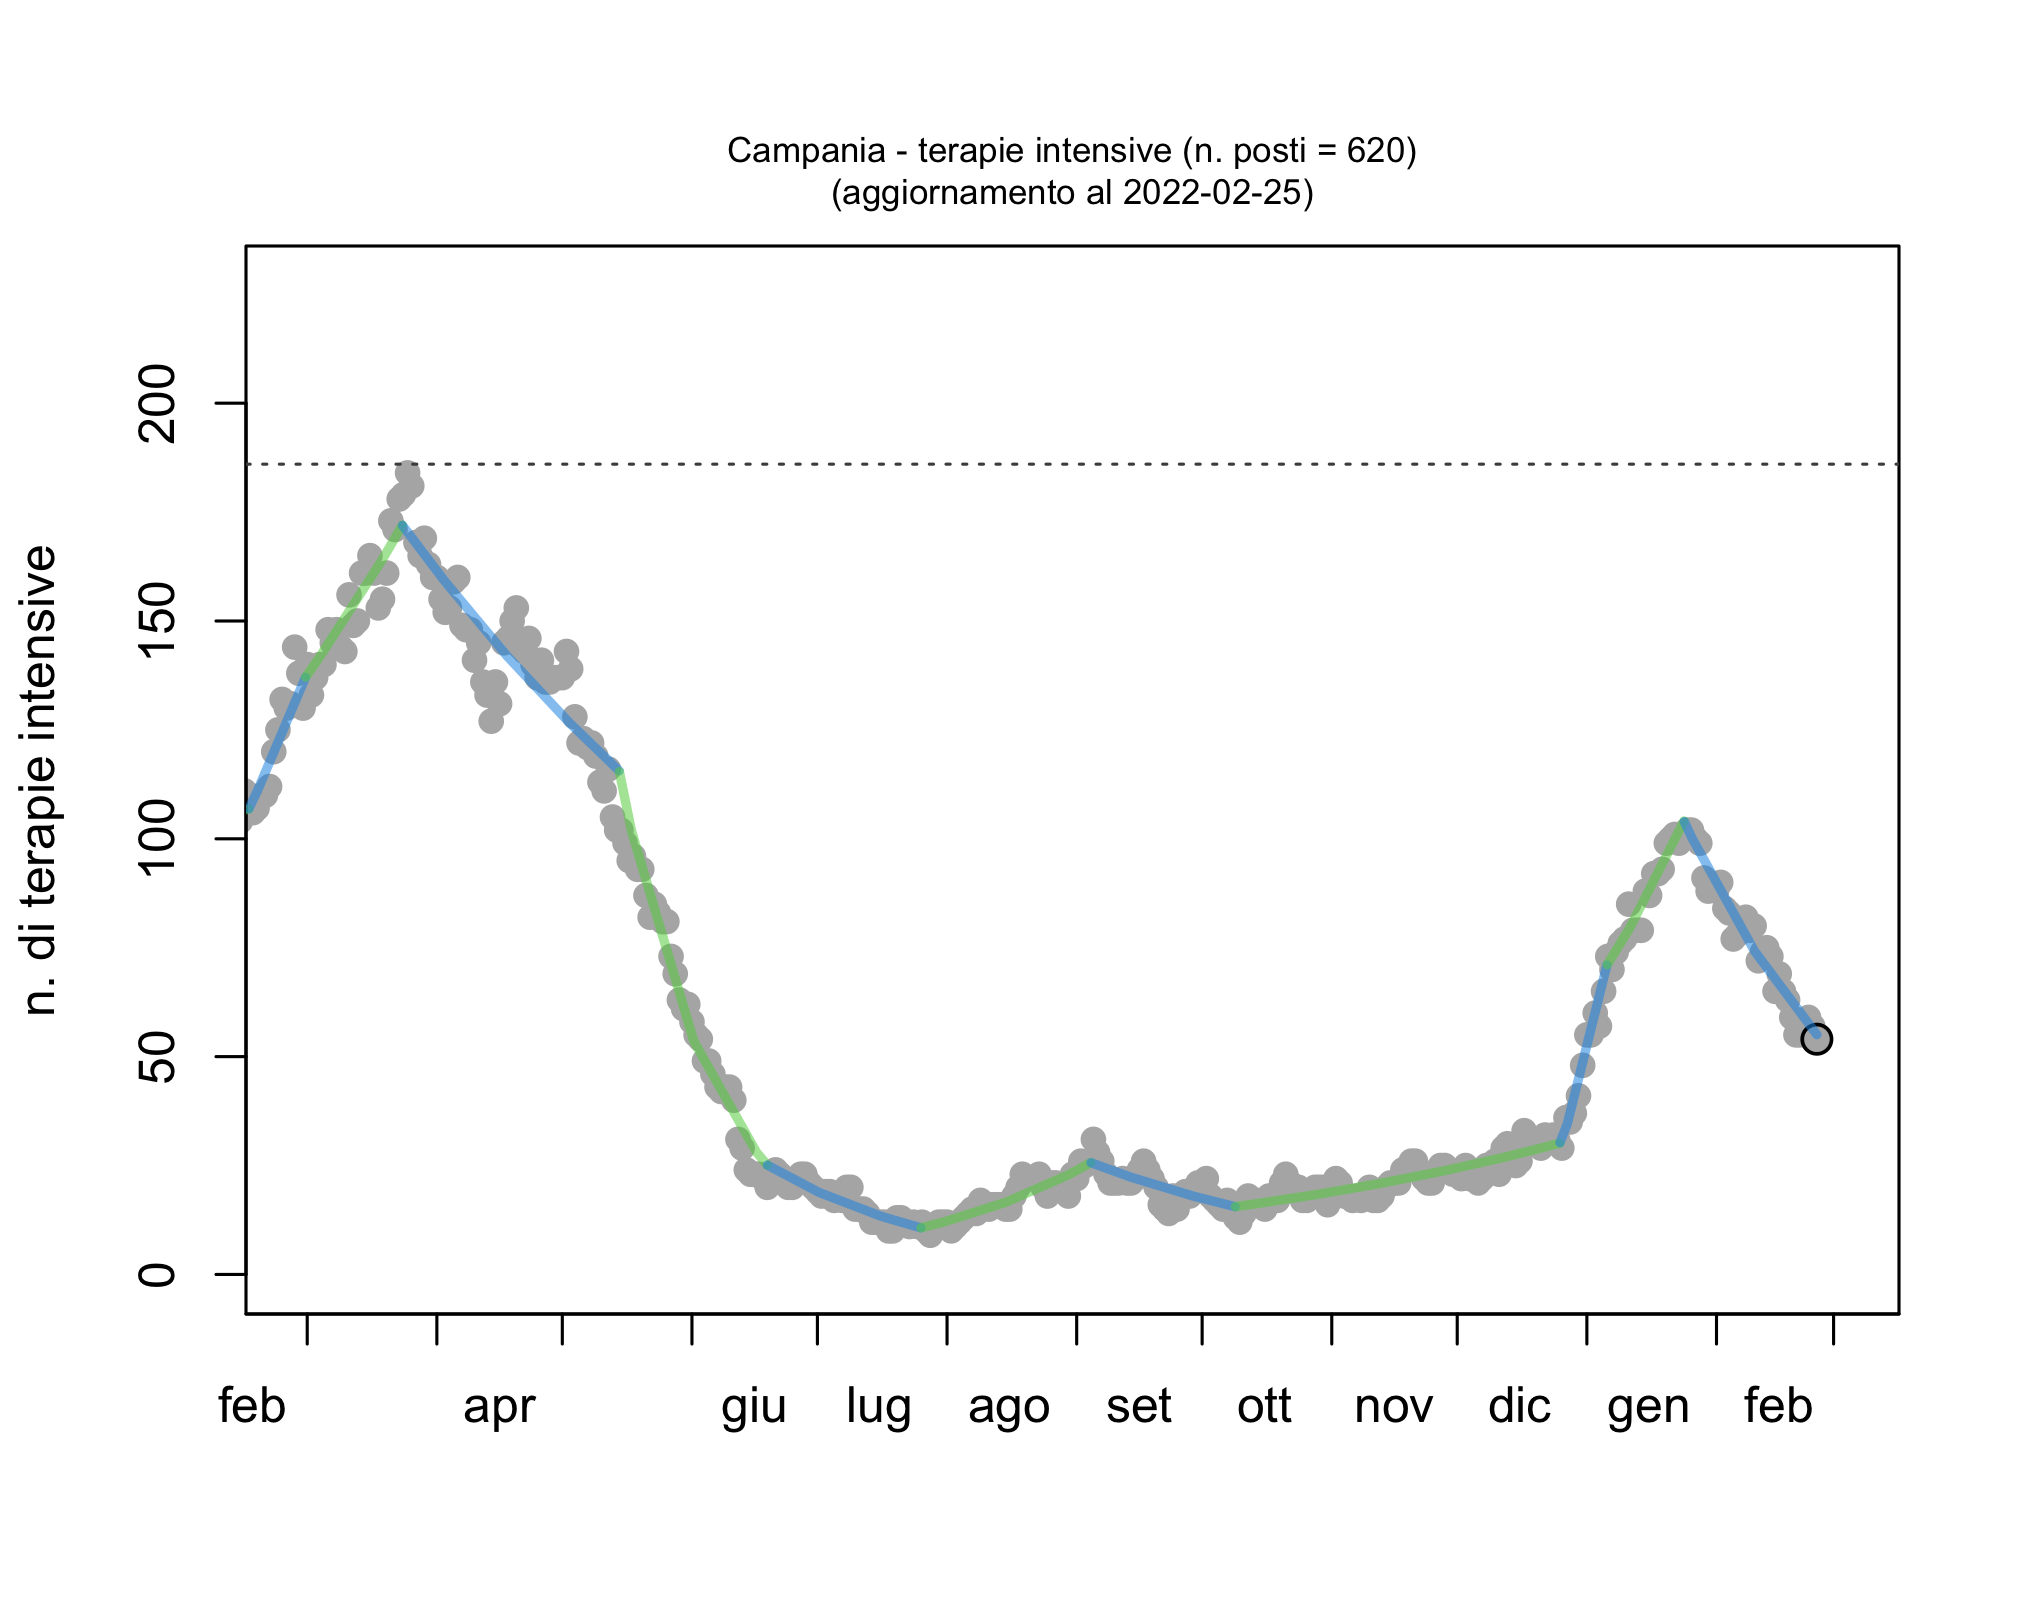 Campania - terapie intensive (n. posti = 620)
(aggiornamento al 2022-02-25)
n. di terapie intensive
200
150
100
50
0
feb apr giu lug ago set ott nov dic gen feb